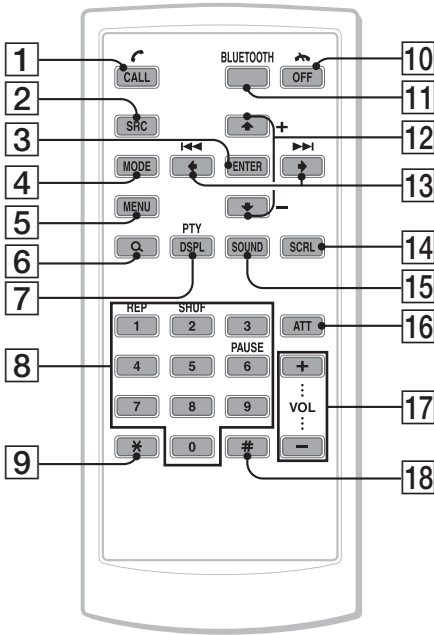 1 CALL BLUETOOTH OFF 10
11
2 SRC + 12
3 ENTER
4 MODE 13
5 MENU −
6 PTY
7 DSPL SOUND SCRL 14
15
REP SHUF
8 1 2 3 ATT 16
PAUSE
4 5 6 + 17
VOL
7 8 9 −
9 * 0 # 18